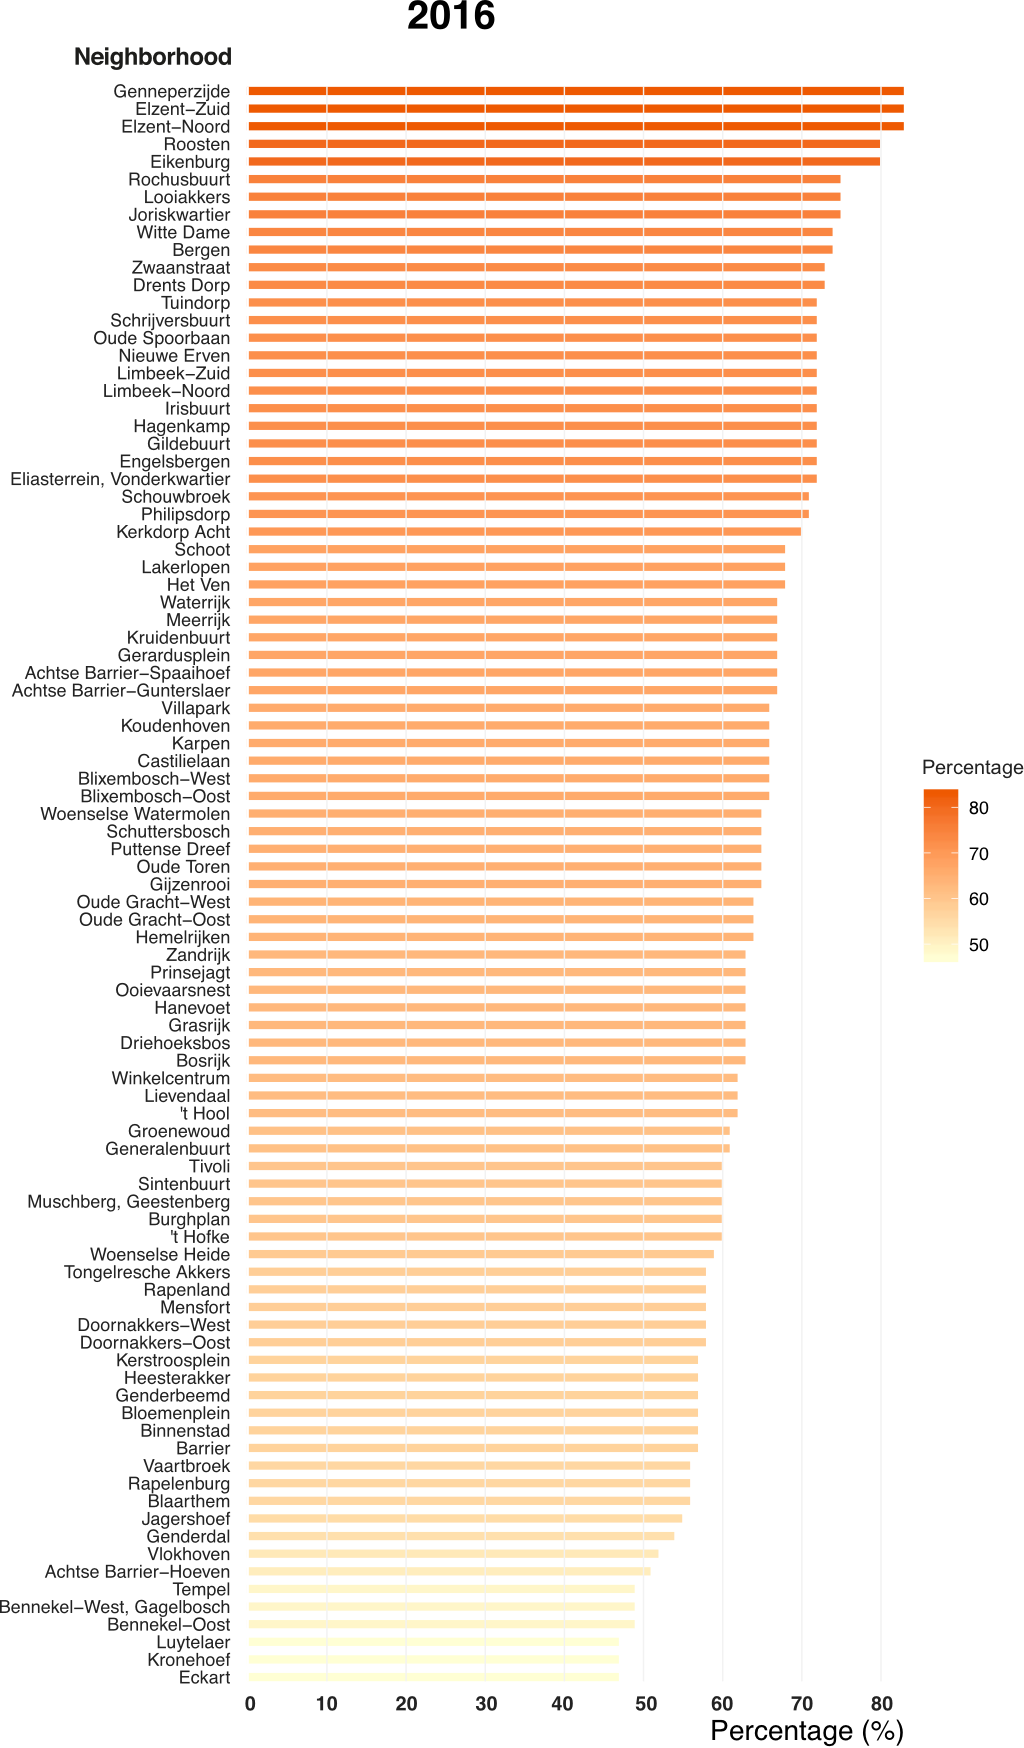 2016
Neighborhood
Genneperzijde
Elzent−Zuid
Elzent−Noord
Roosten
Eikenburg
Rochusbuurt
Looiakkers
Joriskwartier
Witte Dame
Bergen
Zwaanstraat
Drents Dorp
Tuindorp
Schrijversbuurt
Oude Spoorbaan
Nieuwe Erven
Limbeek−Zuid
Limbeek−Noord
Irisbuurt
Hagenkamp
Gildebuurt
Engelsbergen
Eliasterrein, Vonderkwartier
Schouwbroek
Philipsdorp
Kerkdorp Acht
Schoot
Lakerlopen
Het Ven
Waterrijk
Meerrijk
Kruidenbuurt
Gerardusplein
Achtse Barrier−Spaaihoef
Achtse Barrier−Gunterslaer
Villapark
Koudenhoven
Karpen
Castilielaan
Blixembosch−West
Blixembosch−Oost
Woenselse Watermolen
Schuttersbosch
Puttense Dreef
Oude Toren
Gijzenrooi
Oude Gracht−West
Oude Gracht−Oost
Hemelrijken
Zandrijk
Prinsejagt
Ooievaarsnest
Hanevoet
Grasrijk
Driehoeksbos
Bosrijk
Winkelcentrum
Lievendaal
't Hool
Groenewoud
Generalenbuurt
Tivoli
Sintenbuurt
Muschberg, Geestenberg
Burghplan
't Hofke
Woenselse Heide
Tongelresche Akkers
Rapenland
Mensfort
Doornakkers−West
Doornakkers−Oost
Kerstroosplein
Heesterakker
Genderbeemd
Bloemenplein
Binnenstad
Barrier
Vaartbroek
Rapelenburg
Blaarthem
Jagershoef
Genderdal
Vlokhoven
Achtse Barrier−Hoeven
Tempel
Bennekel−West, Gagelbosch
Bennekel−Oost
Luytelaer
Kronehoef
Eckart
0 10 20 30 40 50 60 70 80
Percentage (%)
Percentage
80
70
60
50